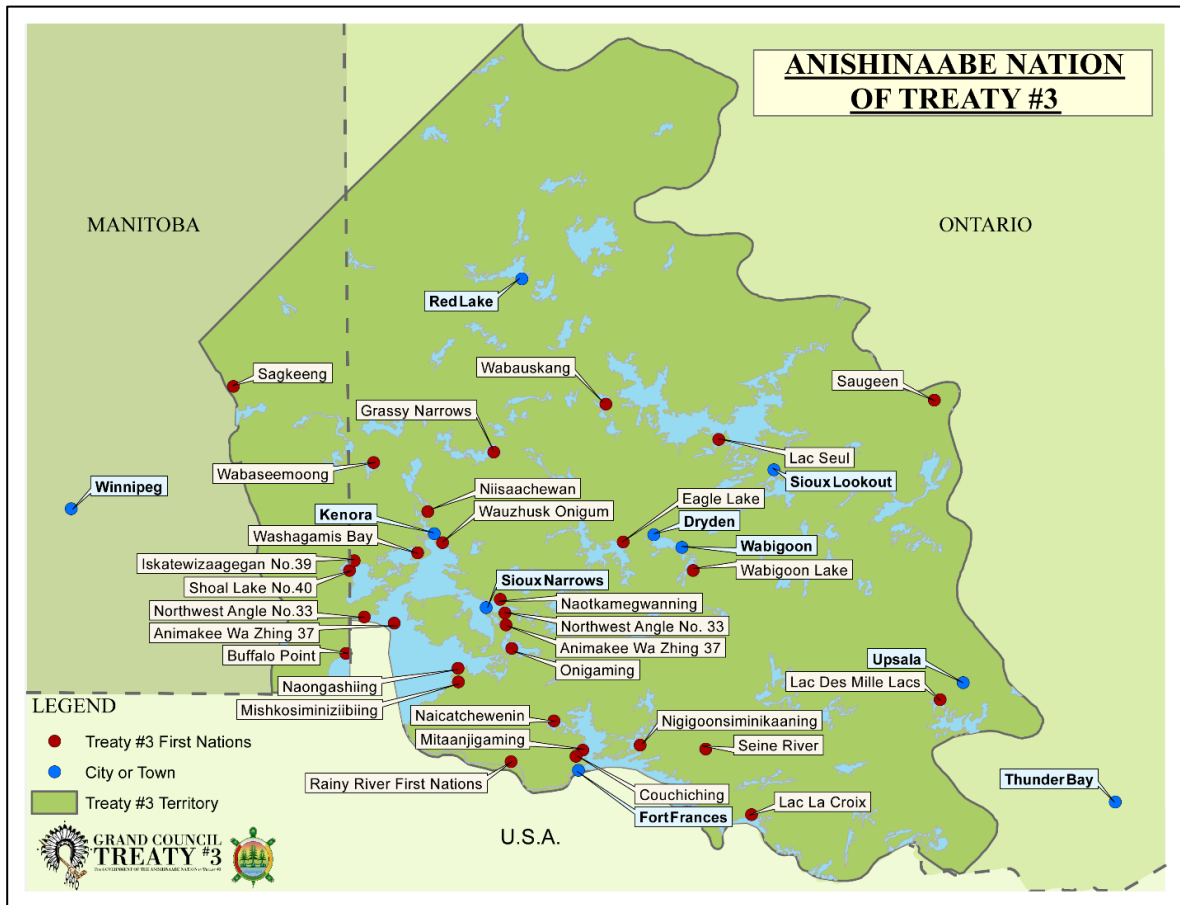 ANISHINAABE NATION
OF TREATY #3
MANITOBA
ONTARIO
Red Lake
Sagkeeng
Wabauskang
Saugeen
Grassy Narrows
Lac Seul
Wabaseemoong
Sioux Lookout
Winnipeg
Niisaachewan
Eagle Lake
Kenora
Wauzhusk Onigum
Dryden
Washagamis Bay
Wabigoon
Iskatewizaagegan No.39
Wabigoon Lake
Shoal Lake No.40
Sioux Narrows
Naotkamegwanning
Northwest Angle No.33
Northwest Angle No. 33
Animakee Wa Zhing 37
Animakee Wa Zhing 37
Buffalo Point
Onigaming
Upsala
Naongashiing
Lac Des Mille Lacs
Mishkosiminiziibiing
Naicatchewenin
Nigigoonsiminikaaning
Mitaanjigaming
Seine River
Rainy River First Nations
Couchiching
Thunder Bay
Lac La Croix
Fort Frances
U.S.A.
LEGEND
Treaty #3 First Nations
City or Town
Treaty #3 Territory
GRAND COUNCIL
TREATY #3